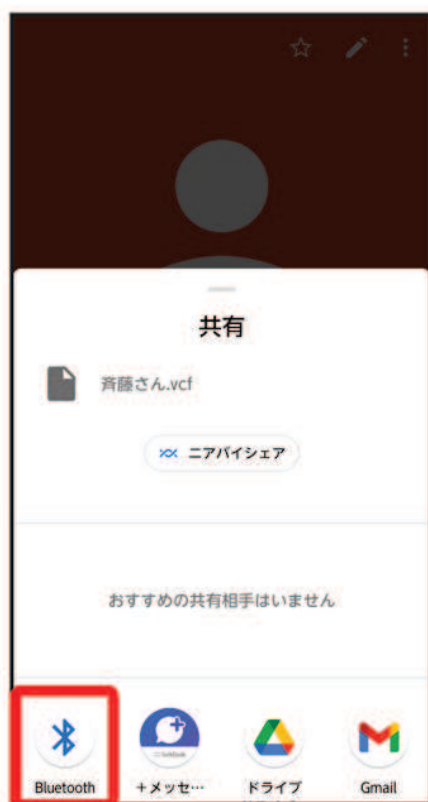 共有
斉藤さん.vcf
ニアバイシェア
おすすめの共有相手はいません
Bluetooth
+メッセ…
ドライブ
Gmail